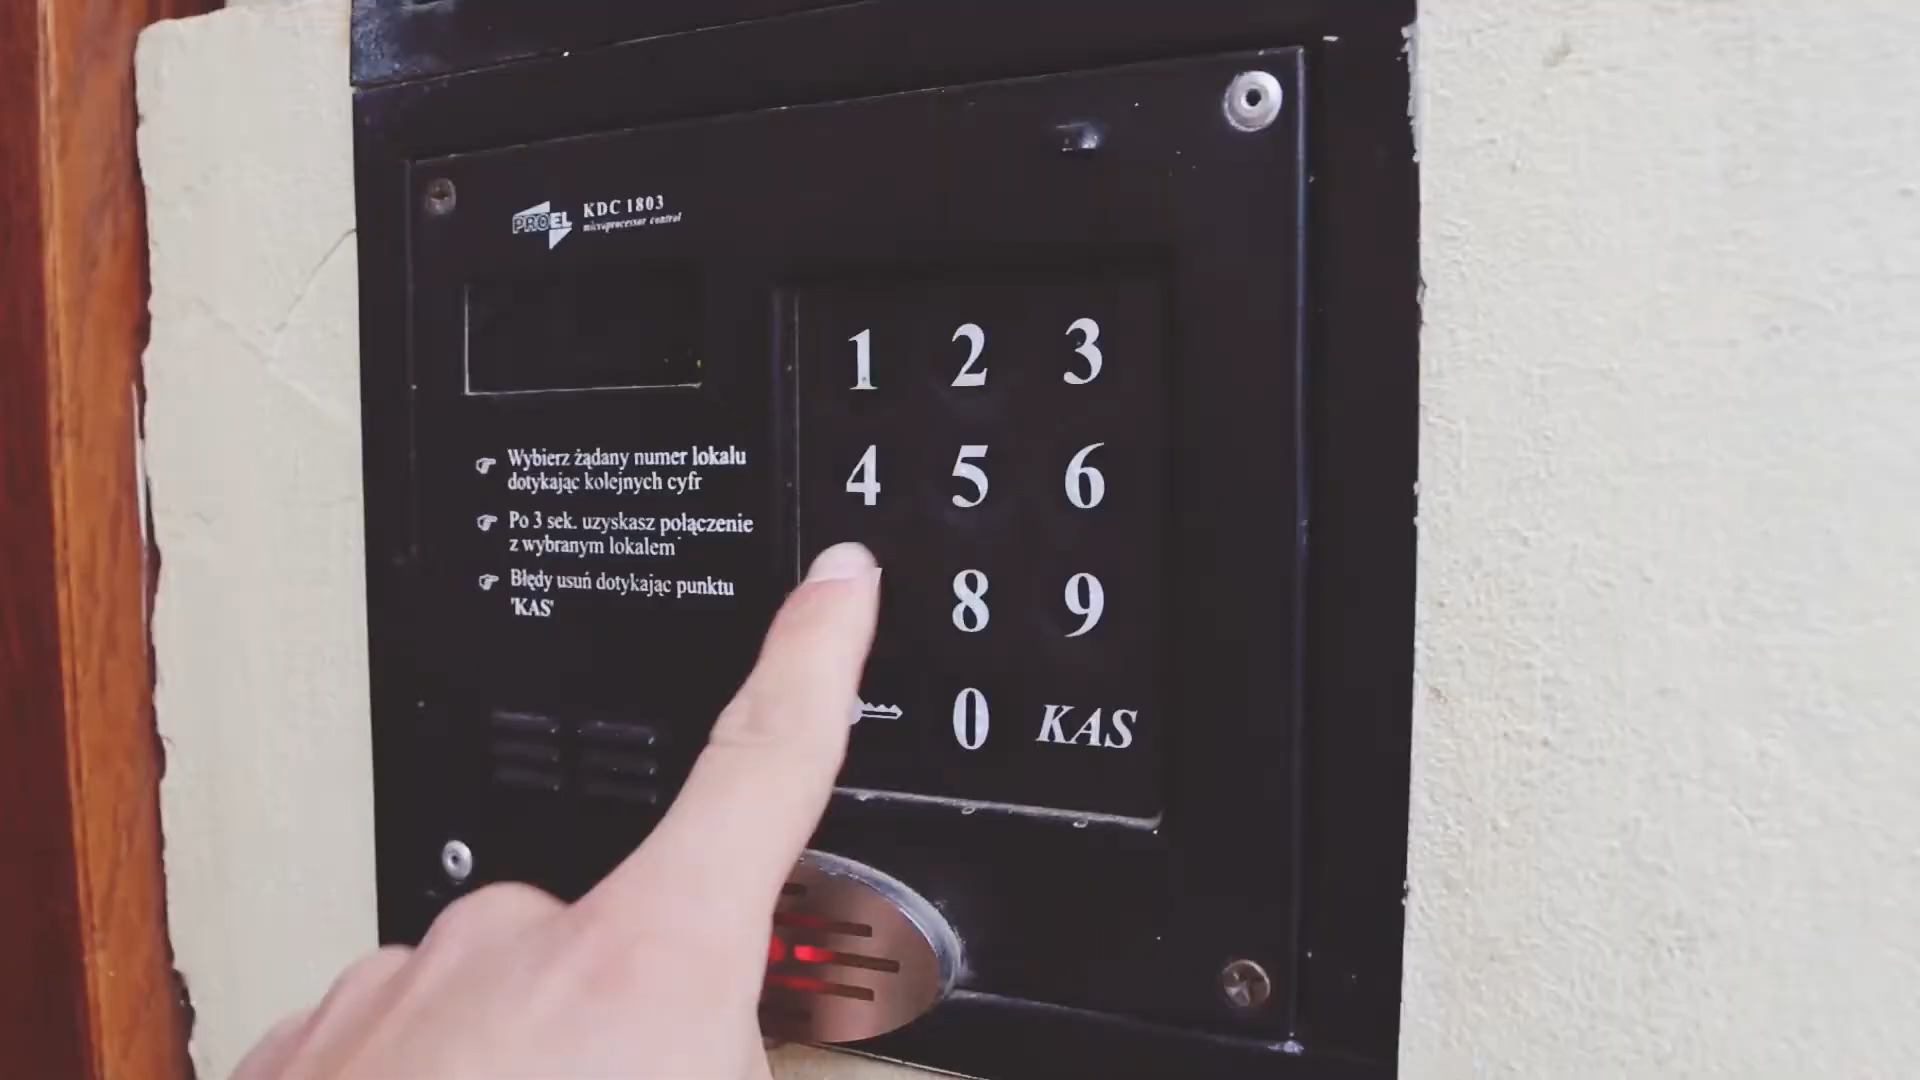 PROEL KDC 1803
microprocessor control
1 2 3
4 5 6
8 9
0 KAS
Wybierz żądany numer lokalu
dotykając kolejnych cyfr
Po 3 sek. uzyskasz połączenie
z wybranym lokalem
Błędy usuń dotykając punktu
'KAS'